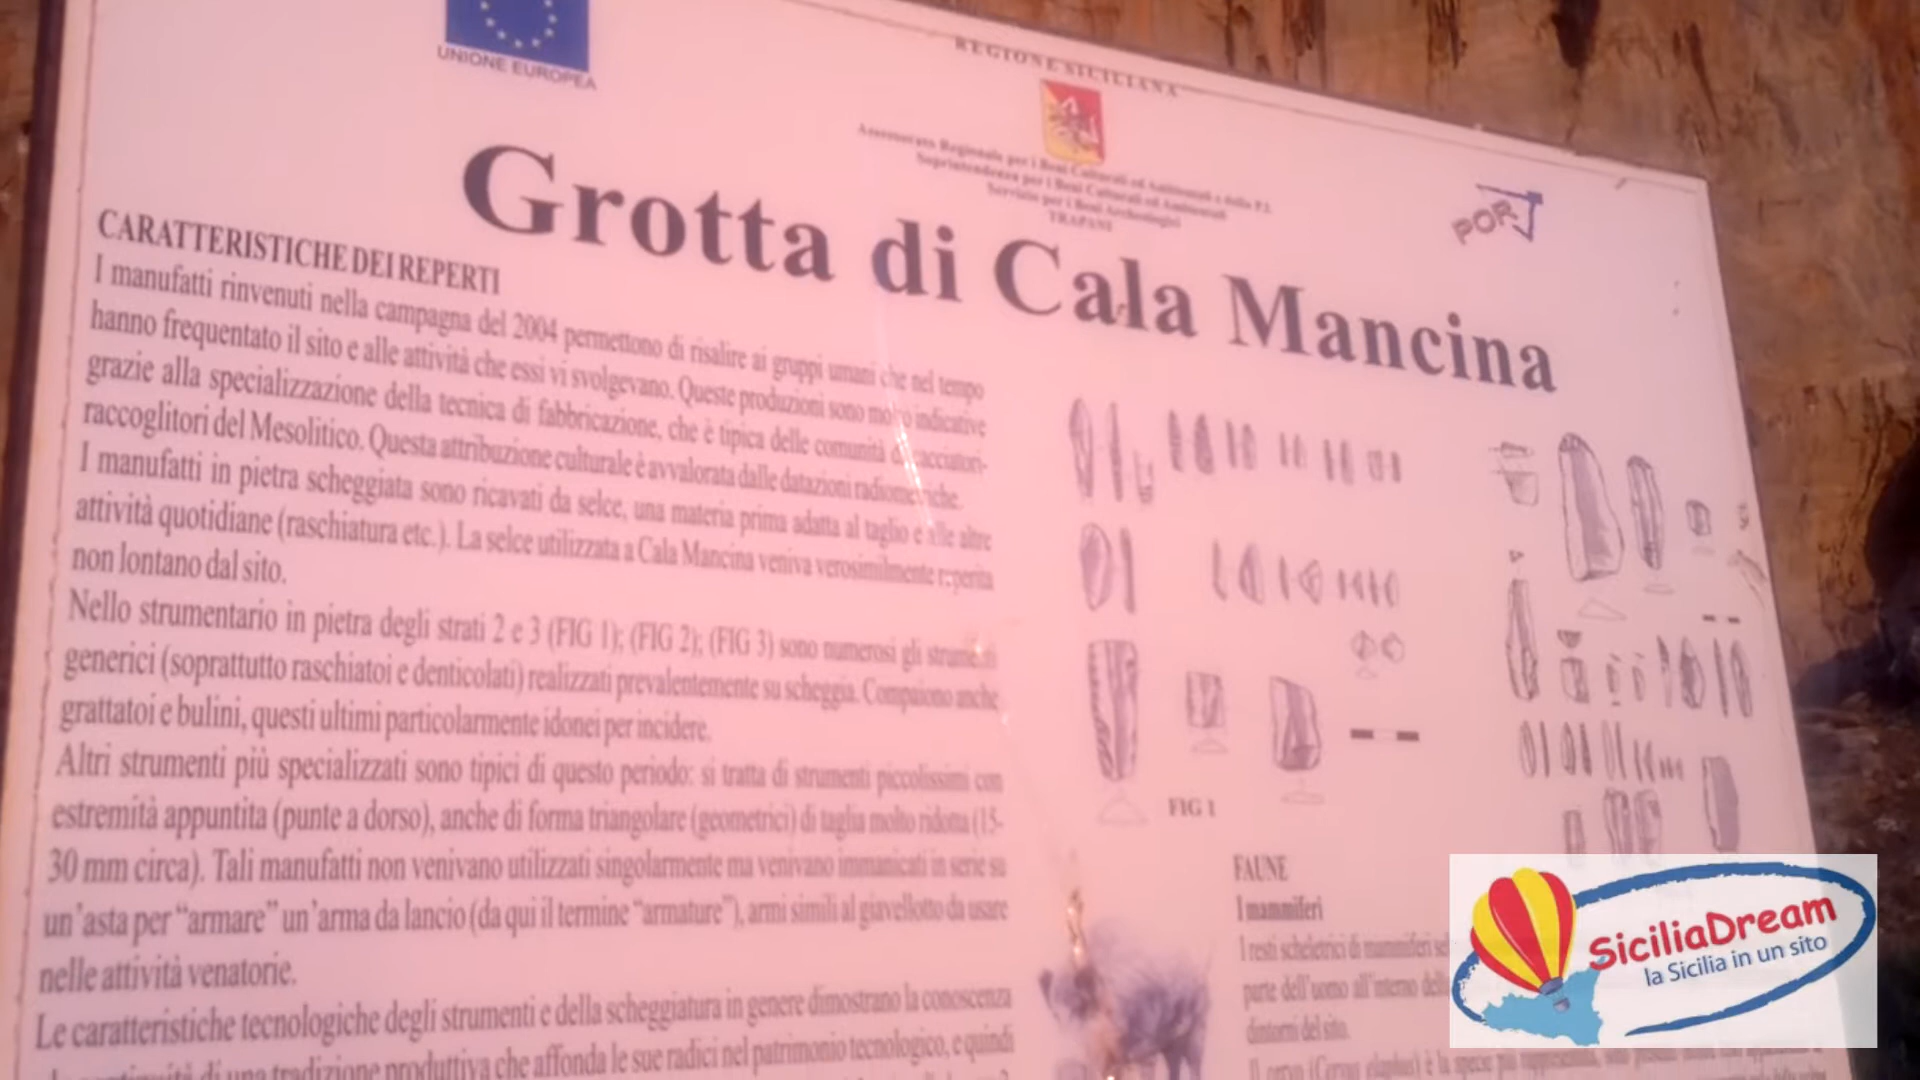 UNIONE EUROPEA
REGIONE SICILIANA
Assessorato Regionale per i Beni Culturali ed Ambientali e della P.I.
Soprintendenza per i Beni Culturali ed Ambientali
Servizio per i Beni Archeologici
TRAPANI
POR
Grotta di Cala Mancina
CARATTERISTICHE DEI REPERTI
I manufatti rinvenuti nella campagna del 2004 permettono di risalire ai gruppi umani che nel tempo
hanno frequentato il sito e alle attività che essi vi svolgevano. Queste produzioni sono molto indicative
grazie alla specializzazione della tecnica di fabbricazione, che è tipica delle comunità di cacciatori-
raccoglitori del Mesolitico. Questa attribuzione culturale è avvalorata dalle datazioni radiometriche.
I manufatti in pietra scheggiata sono ricavati da selce, una materia prima adatta al taglio e alle altre
attività quotidiane (raschiatura etc.). La selce utilizzata a Cala Mancina veniva verosimilmente reperita
non lontano dal sito.
Nello strumentario in pietra degli strati 2 e 3 (FIG 1); (FIG 2); (FIG 3) sono numerosi gli strumenti
generici (soprattutto raschiatoi e denticolati) realizzati prevalentemente su scheggia. Compaiono anche
grattatoi e bulini, questi ultimi particolarmente idonei per incidere.
Altri strumenti più specializzati sono tipici di questo periodo: si tratta di strumenti piccolissimi con
estremità appuntita (punte a dorso), anche di forma triangolare (geometrici) di taglia molto ridotta (15-
30 mm circa). Tali manufatti non venivano utilizzati singolarmente ma venivano immanicati in serie su
un'asta per "armare" un'arma da lancio (da qui il termine "armature"), armi simili al giavellotto da usare
nelle attività venatorie.
Le caratteristiche tecnologiche degli strumenti e della scheggiatura in genere dimostrano la conoscenza
di una tradizione produttiva che affonda le sue radici nel patrimonio tecnologico, e quindi
FIG 1
FAUNE
I mammiferi
I resti scheletrici di mammiferi
parte dell'uomo all'interno
dintorni del sito.
Il cervo (Cervus elaphus) è la specie più rappresentata,
SiciliaDream
la Sicilia in un sito